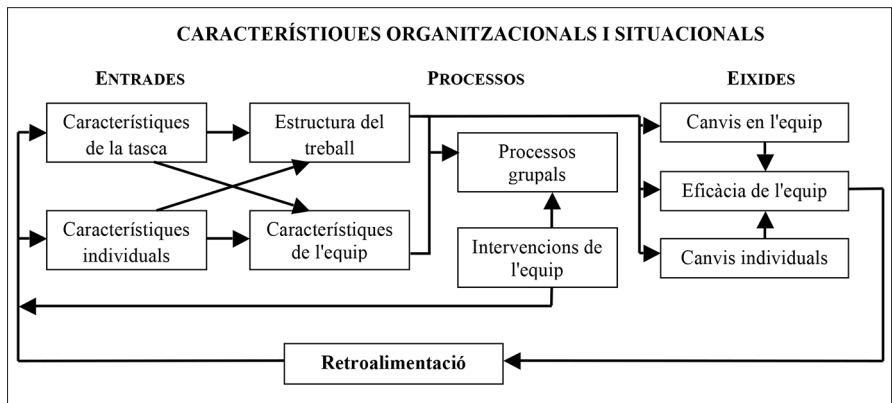 CARACTERÍSTIOUES ORGANITZACIONALS I SITUACIONALS
ENTRADES
PROCESSOS
EIXIDES
Característiques
de la tasca
Estructura del
treball
Processos
grupals
Canvis en l'equip
Eficàcia de l'equip
Característiques
individuals
Característiques
de l'equip
Intervencions de
l'equip
Canvis individuals
Retroalimentació